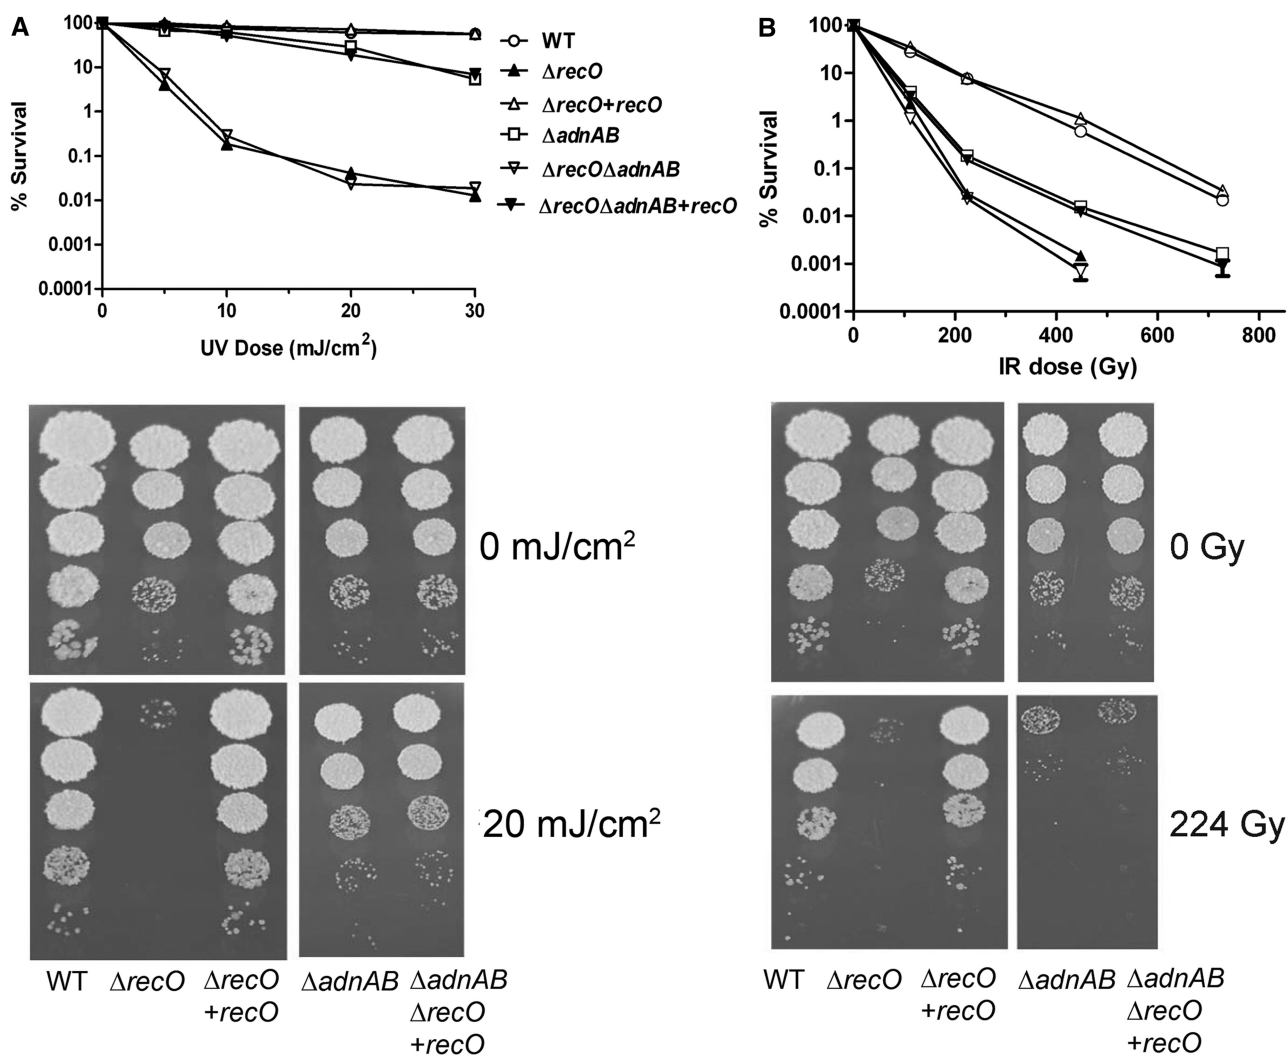 A
% Survival
100
10
1
0.1
0.01
0.001
0.0001
0
10
20
30
UV Dose (mJ/cm2)
WT
ΔrecO
ΔrecO+recO
ΔadnAB
ΔrecOΔadnAB
ΔrecOΔadnAB+recO
B
% Survival
100
10
1
0.1
0.01
0.001
0.0001
0
200
400
600
800
IR dose (Gy)
0 mJ/cm2
20 mJ/cm2
WT
ΔrecO
ΔrecO
+recO
ΔadnAB
ΔadnAB
ΔrecO
+recO
0 Gy
224 Gy
WT
ΔrecO
ΔrecO
+recO
ΔadnAB
ΔadnAB
ΔrecO
+recO